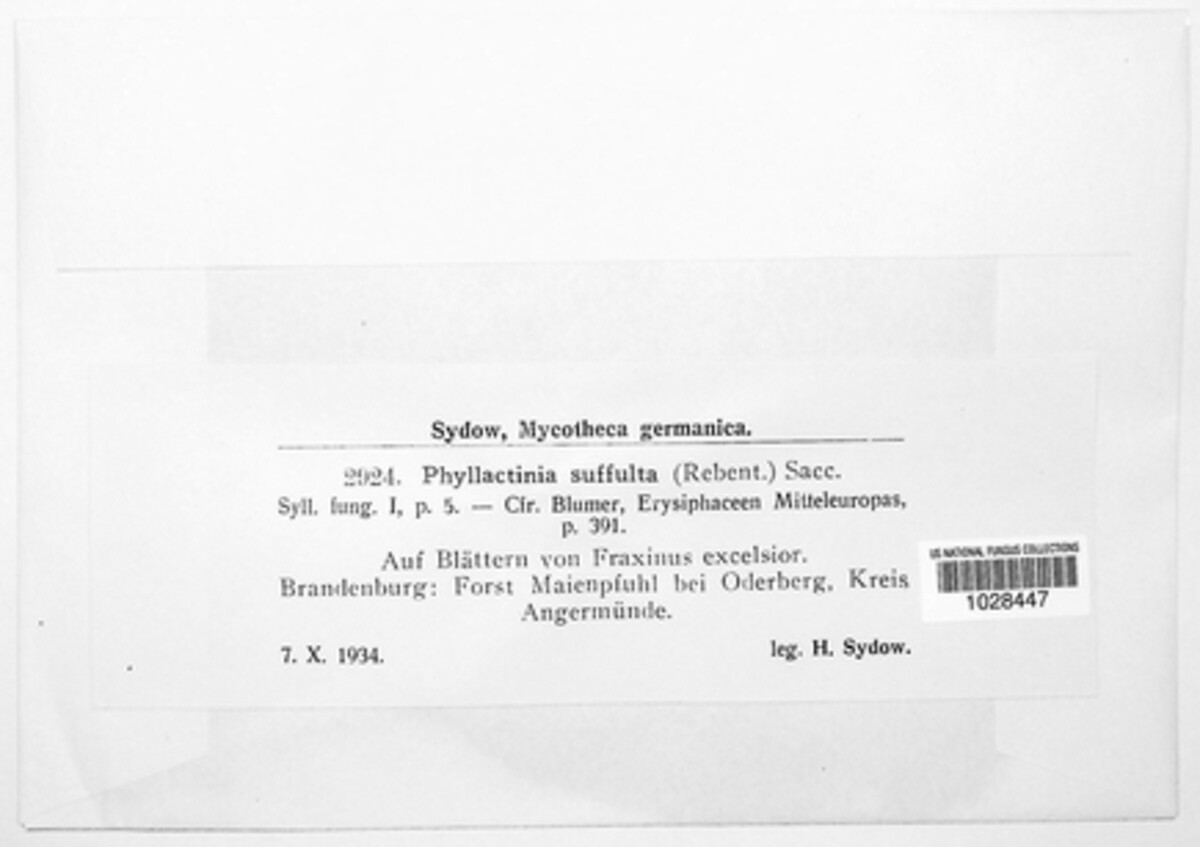 Sydow, Mycotheca germanica.
2924. Phyllactinia suffulta (Rebent.) Sacc.
Syll. fung. I, p. 5. — Cfr. Blumer, Erysiphaceen Mitteleuropas,
p. 391.
Auf Blättern von Fraxinus excelsior.
Brandenburg: Forst Maienpfuhl bei Oderberg, Kreis
Angermünde.
7. X. 1934. leg. H. Sydow.
US NATIONAL FUNGUS COLLECTIONS
1028447